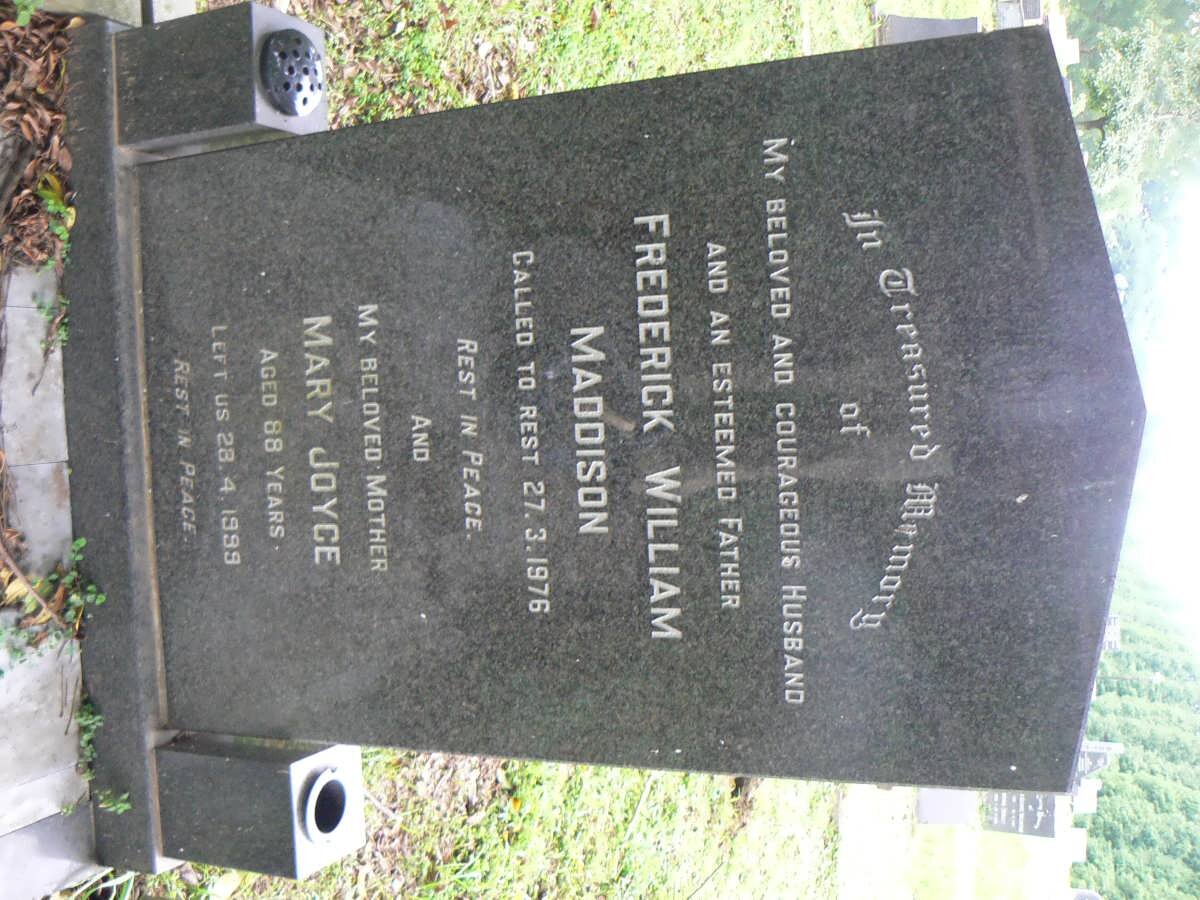 In Treasured Memory
of
MY BELOVED AND COURAGEOUS HUSBAND
AND AN ESTEEMED FATHER
FREDERICK WILLIAM
MADDISON
CALLED TO REST 27.3.1976
REST IN PEACE.
AND
MY BELOVED MOTHER
MARY JOYCE
AGED 88 YEARS.
LEFT US 28.4.1999
REST IN PEACE.